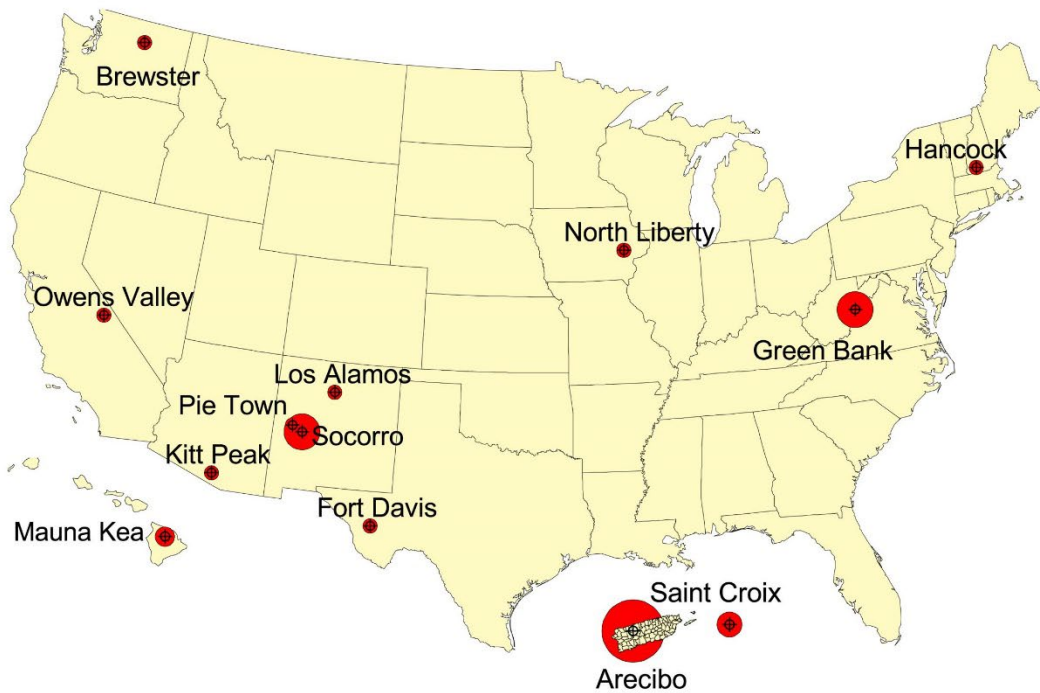 Brewster
Hancock
North Liberty
Owens Valley
Green Bank
Los Alamos
Pie Town
Socorro
Kitt Peak
Fort Davis
Mauna Kea
Saint Croix
Arecibo